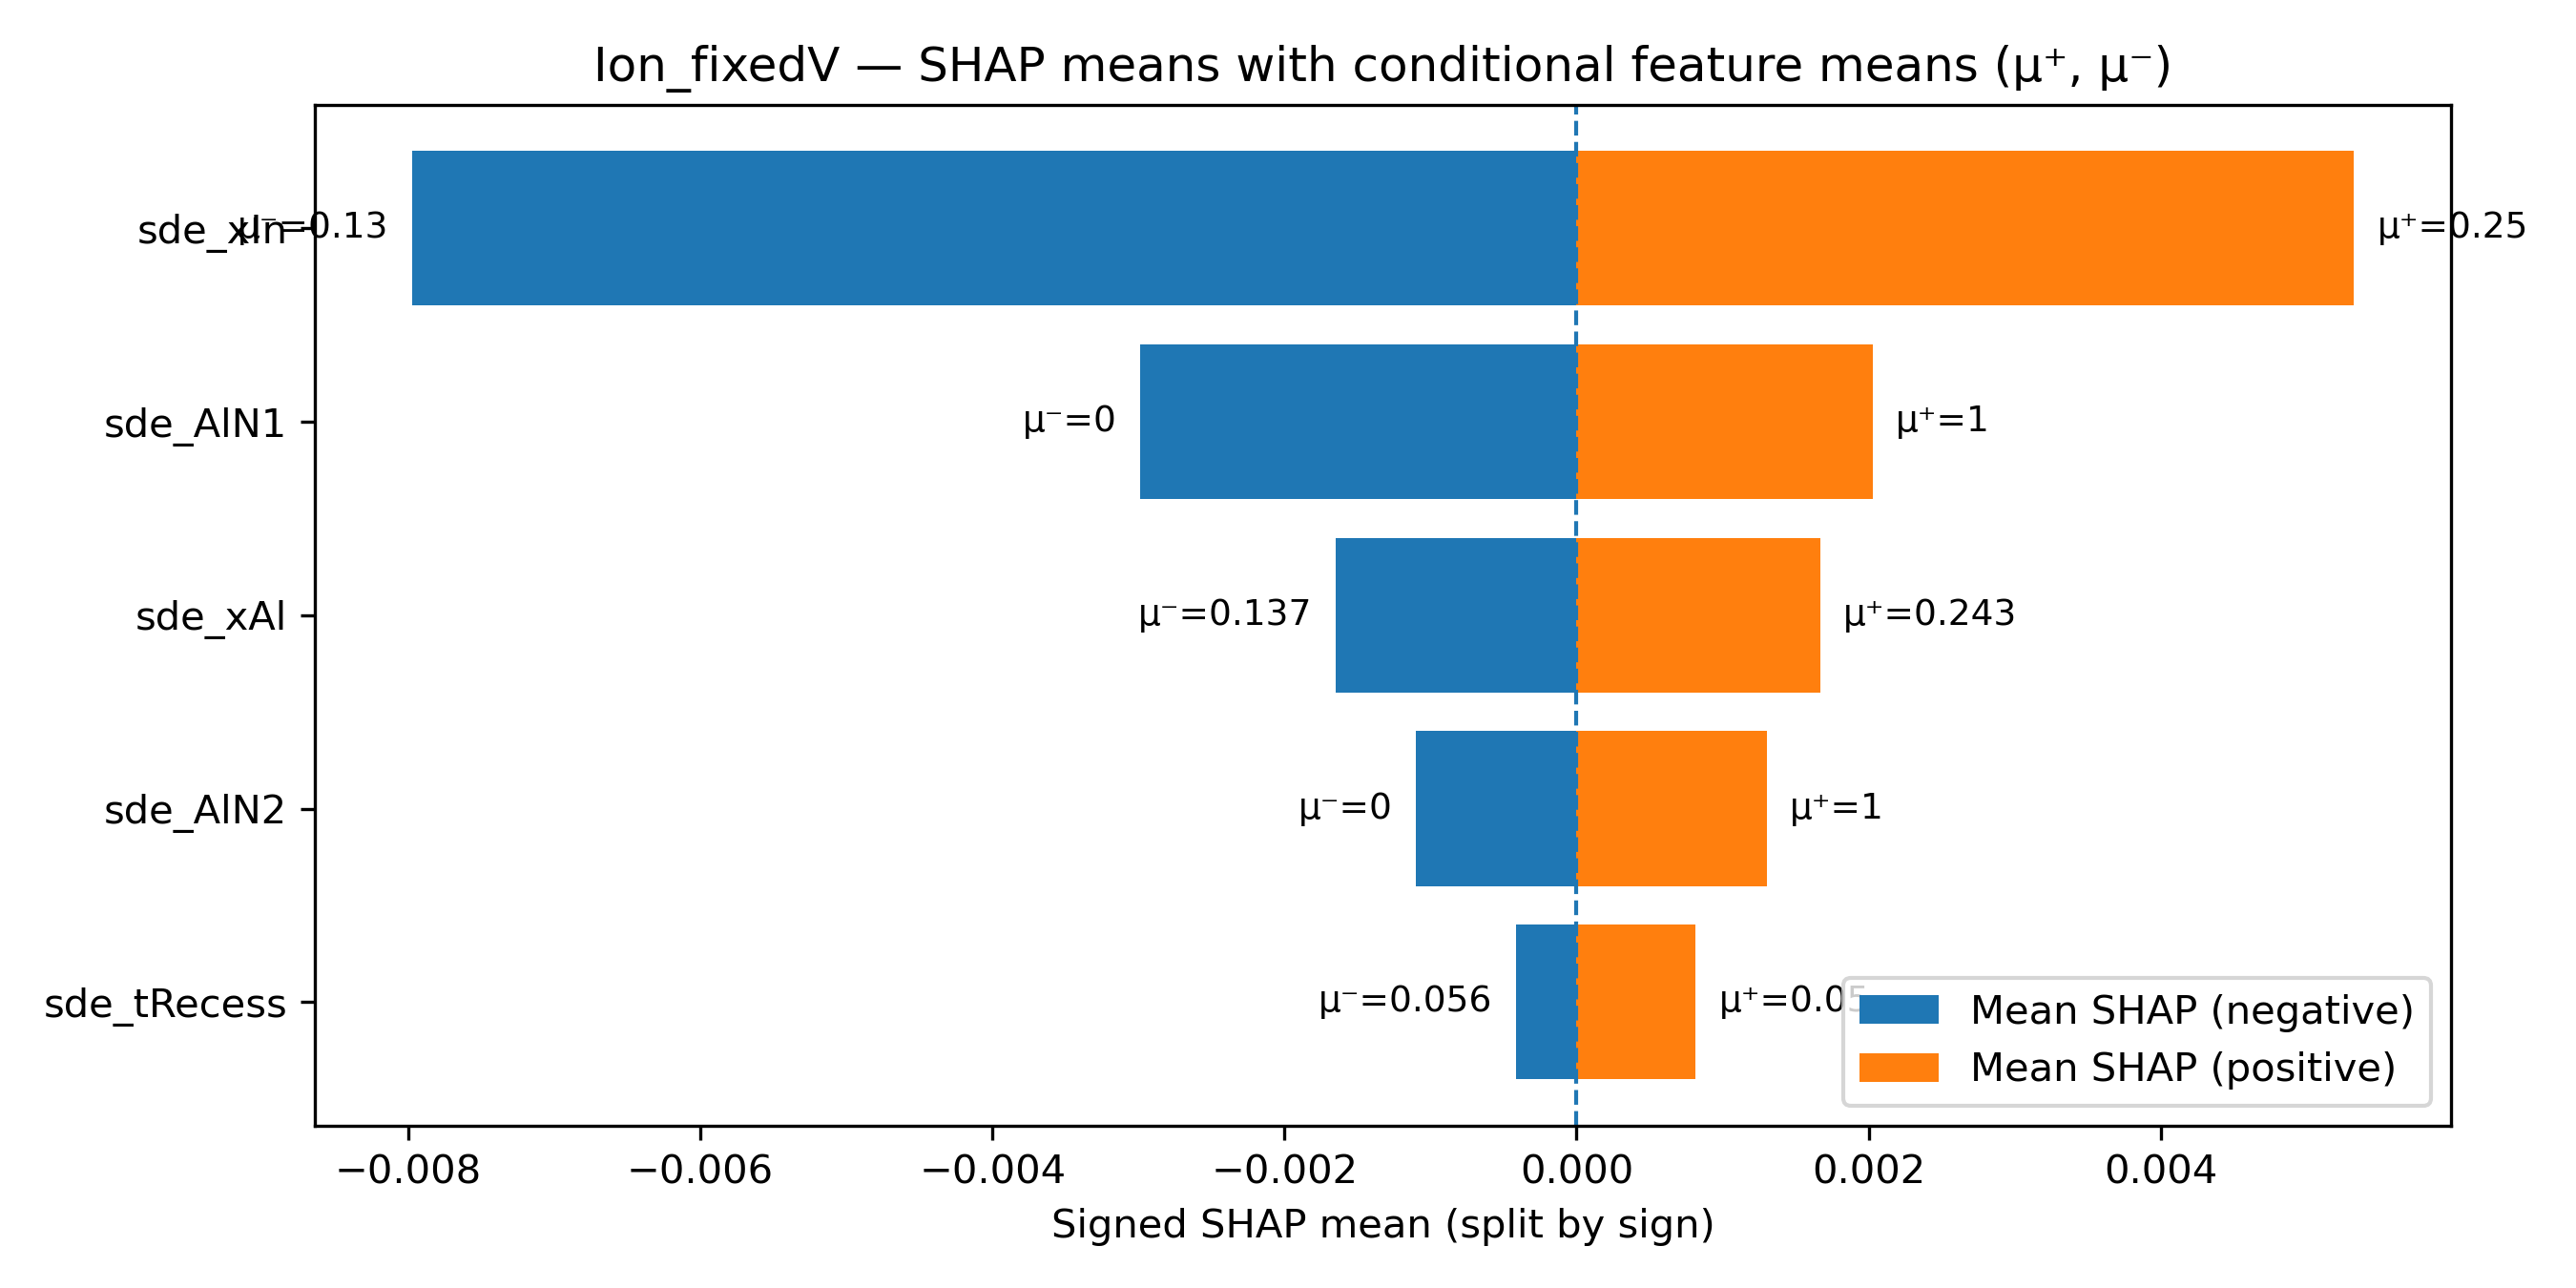 Ion_fixedV — SHAP means with conditional feature means (μ⁺, μ⁻)
sde_xIn
μ⁻=0.13
μ⁺=0.25
sde_AlN1
μ⁻=0
μ⁺=1
sde_xAl
μ⁻=0.137
μ⁺=0.243
sde_AlN2
μ⁻=0
μ⁺=1
sde_tRecess
μ⁻=0.056
μ⁺=0.05
Mean SHAP (negative)
Mean SHAP (positive)
−0.008 −0.006 −0.004 −0.002 0.000 0.002 0.004
Signed SHAP mean (split by sign)